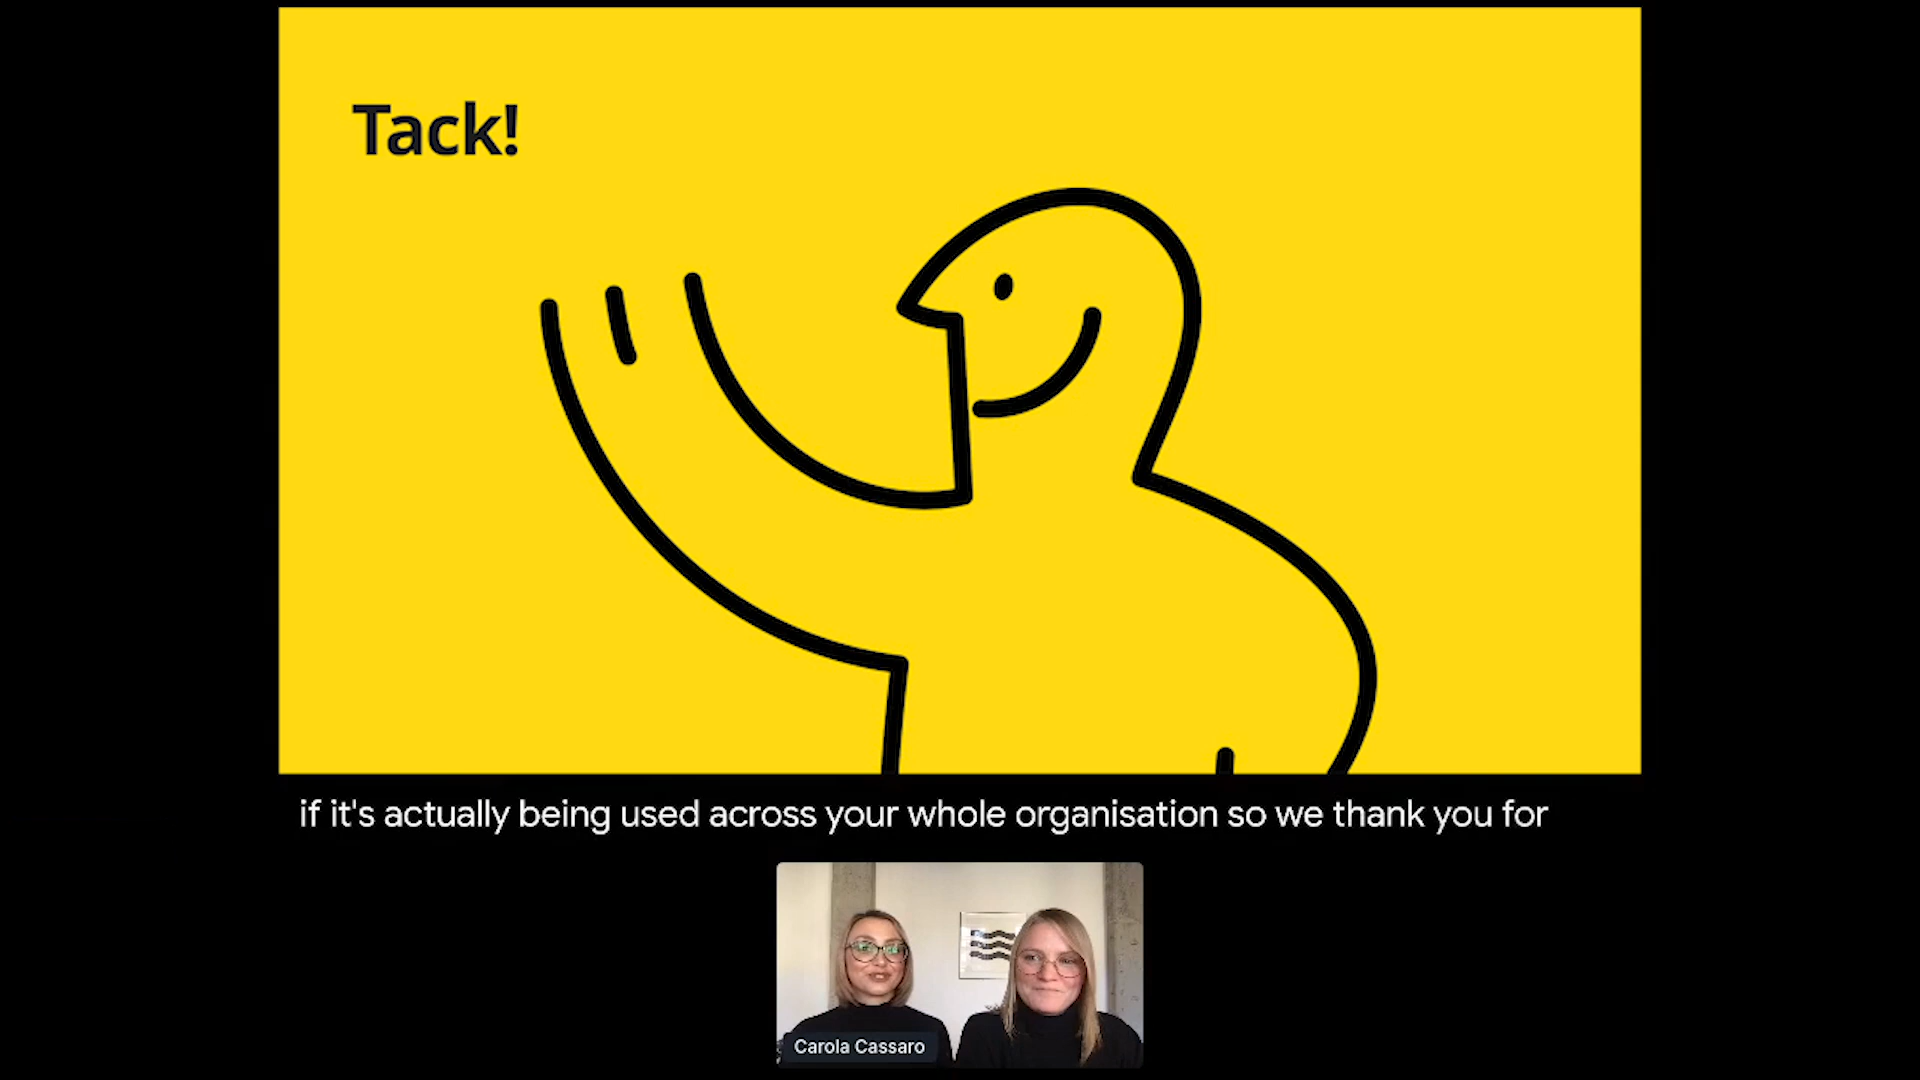 Tack!
if it's actually being used across your whole organisation so we thank you for
Carola Cassaro